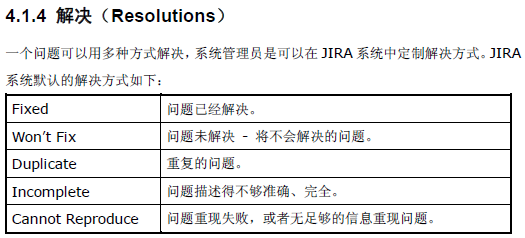 4.1.4 解决（Resolutions）
一个问题可以用多种方式解决，系统管理员是可以在 JIRA 系统中定制解决方式。JIRA
系统默认的解决方式如下：
Fixed 问题已经解决。
Won’t Fix 问题未解决 - 将不会解决的问题。
Duplicate 重复的问题。
Incomplete 问题描述得不够准确、完全。
Cannot Reproduce 问题重现失败，或者无足够的信息重现问题。